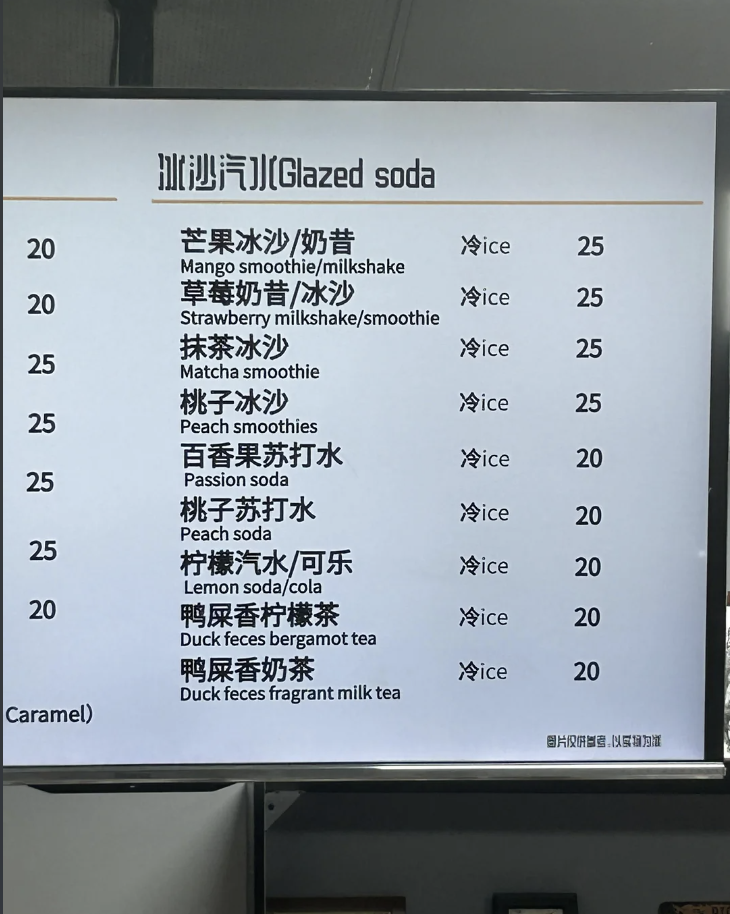 冰沙汽水Glazed soda
20
20
25
25
25
25
20
Caramel）
芒果冰沙/奶昔 冷ice 25
Mango smoothie/milkshake
草莓奶昔/冰沙 冷ice 25
Strawberry milkshake/smoothie
抹茶冰沙 冷ice 25
Matcha smoothie
桃子冰沙 冷ice 25
Peach smoothies
百香果苏打水 冷ice 20
Passion soda
桃子苏打水 冷ice 20
Peach soda
柠檬汽水/可乐 冷ice 20
Lemon soda/cola
鸭屎香柠檬茶 冷ice 20
Duck feces bergamot tea
鸭屎香奶茶 冷ice 20
Duck feces fragrant milk tea
图片仅供参考,以实物为准